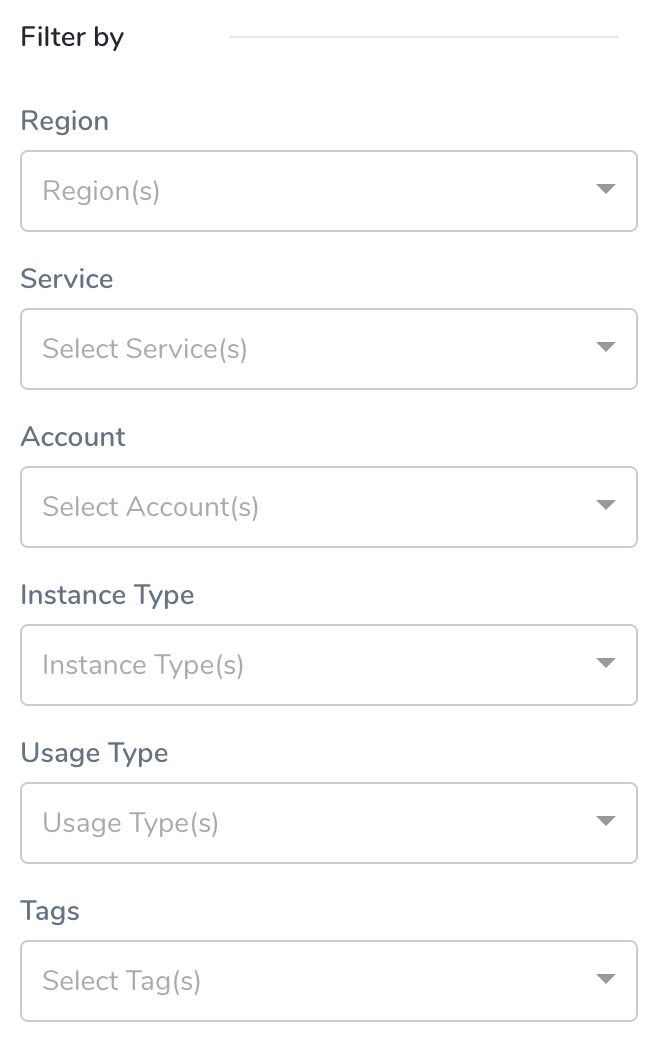 Filter by
Region
Region(s)
Service
Select Service(s)
Account
Select Account(s)
Instance Type
Instance Type(s)
Usage Type
Usage Type(s)
Tags
Select Tag(s)